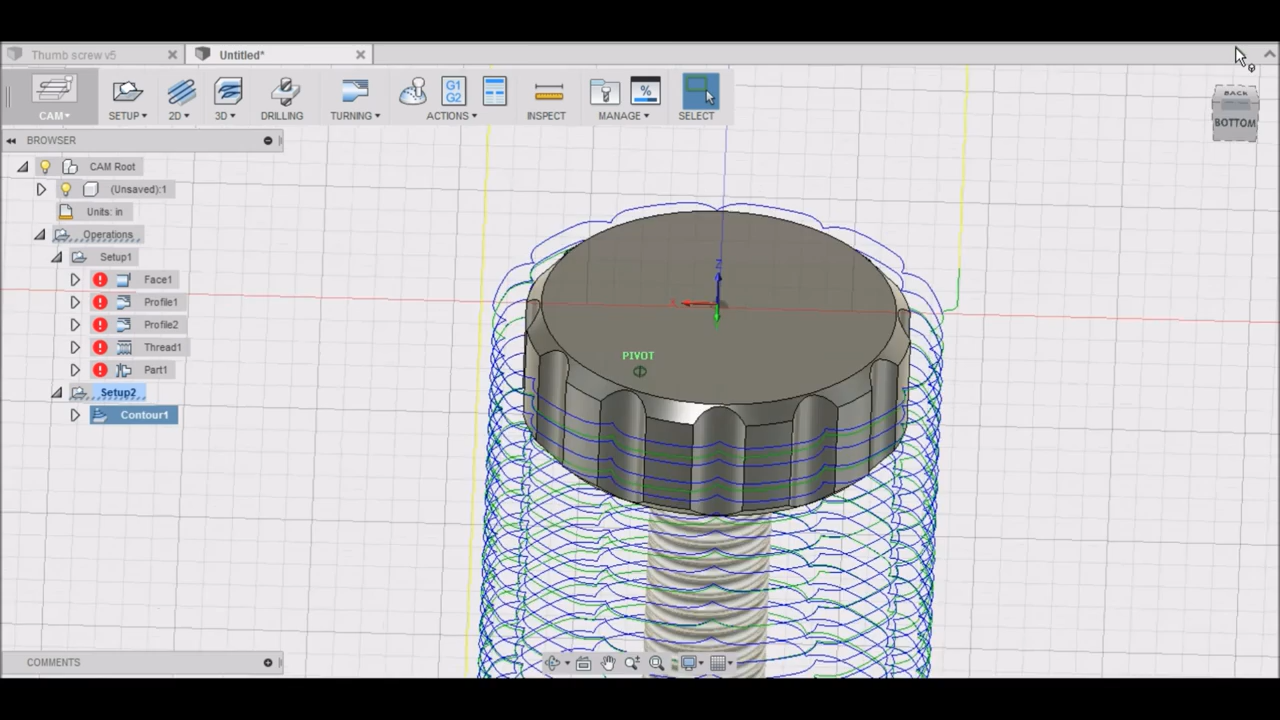 Thumb screw v5
Untitled*
G1
G2
%
CAM
SETUP
2D
3D
DRILLING
TURNING
ACTIONS
INSPECT
MANAGE
SELECT
BACK
BOTTOM
BROWSER
CAM Root
(Unsaved):1
Units: in
Operations
Setup1
Face1
Profile1
Profile2
Thread1
Part1
Setup2
Contour1
Z
X
PIVOT
COMMENTS